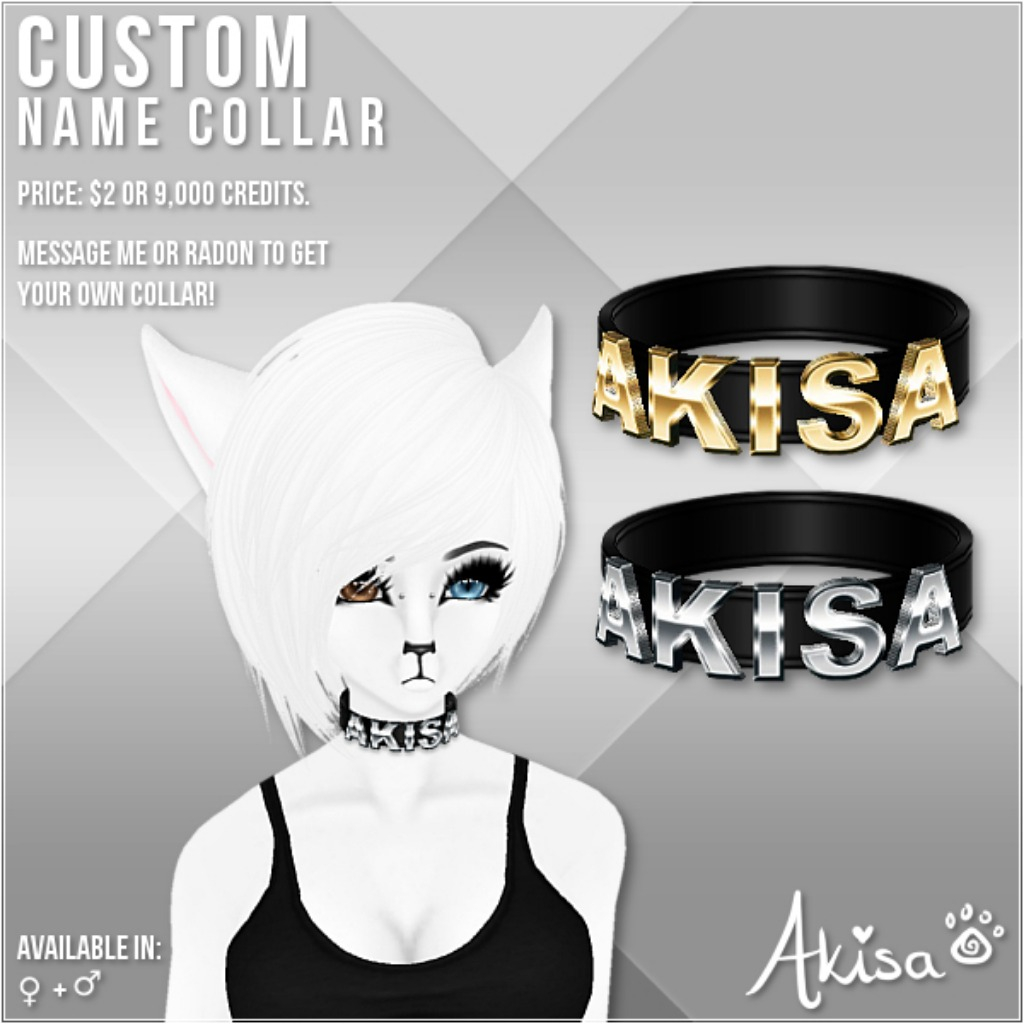 CUSTOM
NAME COLLAR
PRICE: $2 OR 9,000 CREDITS.
MESSAGE ME OR RADON TO GET
YOUR OWN COLLAR!
AKISA
AKISA
AKISA
AVAILABLE IN:
♀ + ♂
Akisa